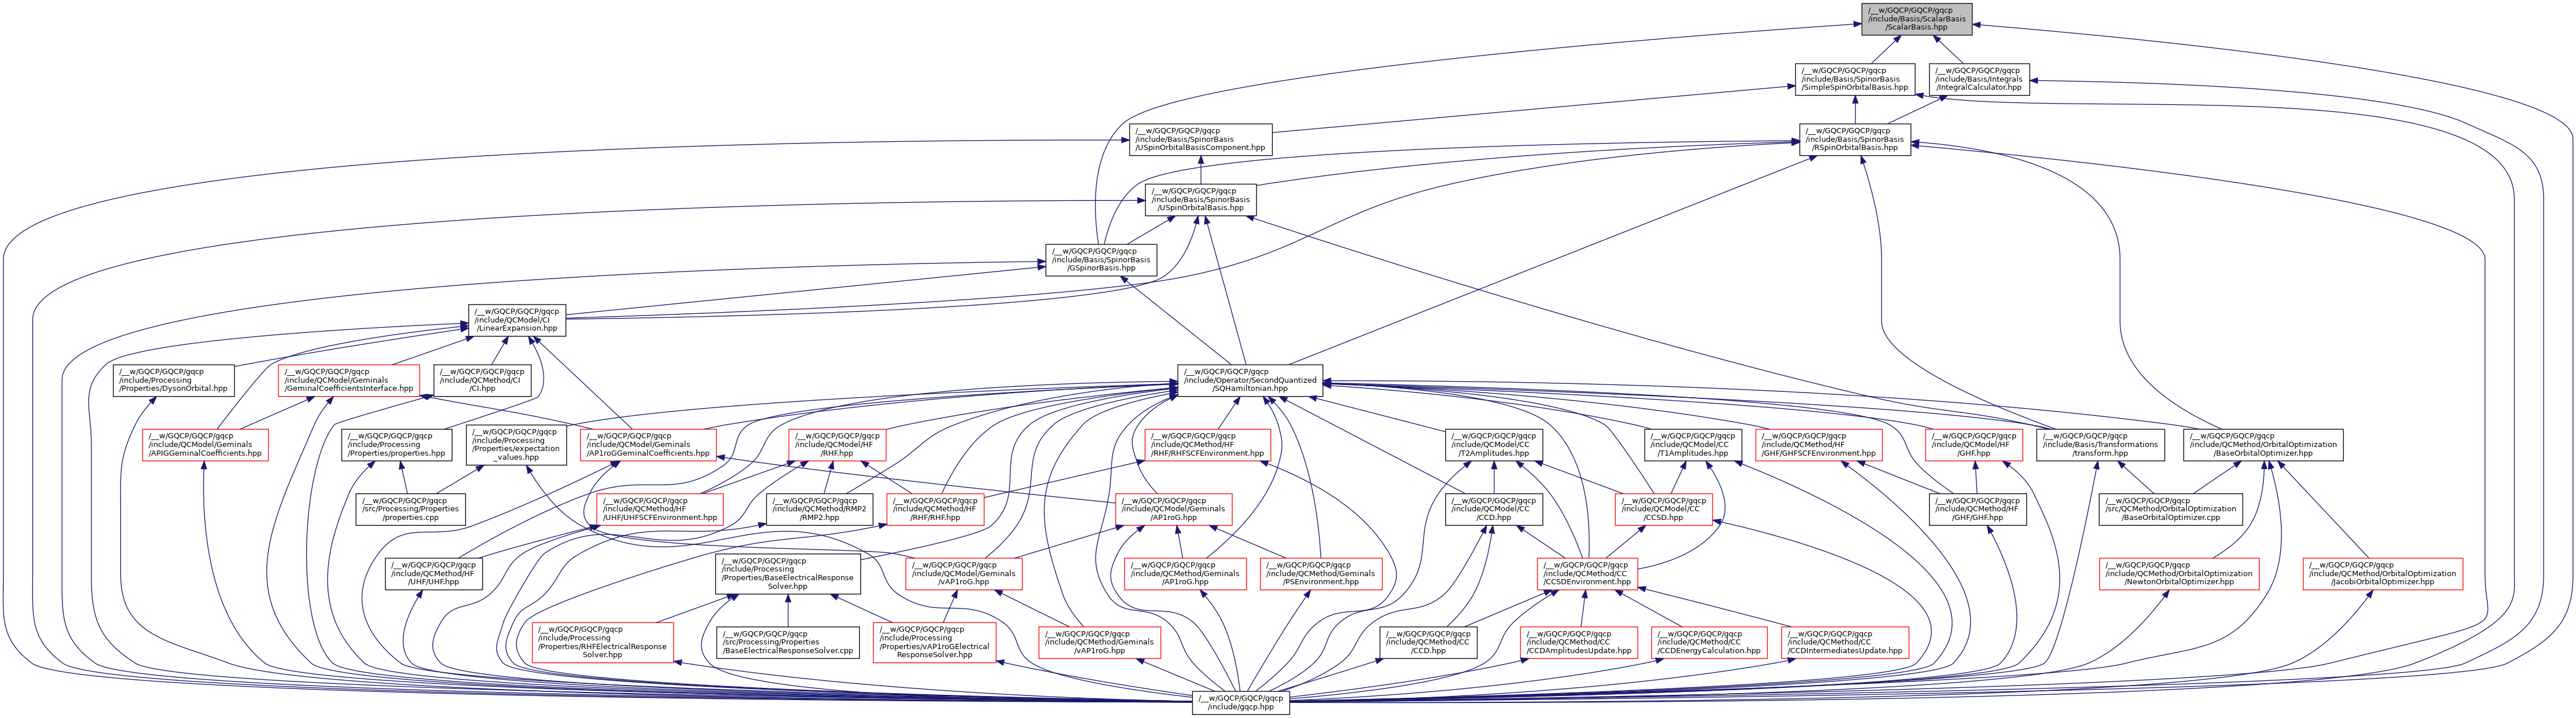 /__w/GQCP/GQCP/gqcp
/include/Basis/ScalarBasis
/ScalarBasis.hpp
/__w/GQCP/GQCP/gqcp
/include/Basis/SpinorBasis
/SimpleSpinOrbitalBasis.hpp
/__w/GQCP/GQCP/gqcp
/include/Basis/Integrals
/IntegralCalculator.hpp
/__w/GQCP/GQCP/gqcp
/include/Basis/SpinorBasis
/USpinOrbitalBasisComponent.hpp
/__w/GQCP/GQCP/gqcp
/include/Basis/SpinorBasis
/RSpinOrbitalBasis.hpp
/__w/GQCP/GQCP/gqcp
/include/Basis/SpinorBasis
/USpinOrbitalBasis.hpp
/__w/GQCP/GQCP/gqcp
/include/Basis/SpinorBasis
/GSpinorBasis.hpp
/__w/GQCP/GQCP/gqcp
/include/QCModel/CI
/LinearExpansion.hpp
/__w/GQCP/GQCP/gqcp
/include/Processing
/Properties/DysonOrbital.hpp
/__w/GQCP/GQCP/gqcp
/include/QCModel/Geminals
/GeminalCoefficientsInterface.hpp
/__w/GQCP/GQCP/gqcp
/include/QCMethod/CI
/CI.hpp
/__w/GQCP/GQCP/gqcp
/include/Operator/SecondQuantized
/SQHamiltonian.hpp
/__w/GQCP/GQCP/gqcp
/include/QCModel/Geminals
/APIGGeminalCoefficients.hpp
/__w/GQCP/GQCP/gqcp
/include/Processing
/Properties/properties.hpp
/__w/GQCP/GQCP/gqcp
/include/Processing
/Properties/expectation
_values.hpp
/__w/GQCP/GQCP/gqcp
/include/QCModel/Geminals
/AP1roGGeminalCoefficients.hpp
/__w/GQCP/GQCP/gqcp
/include/QCModel/HF
/RHF.hpp
/__w/GQCP/GQCP/gqcp
/include/QCMethod/HF
/RHF/RHFSCFEnvironment.hpp
/__w/GQCP/GQCP/gqcp
/include/QCModel/CC
/T2Amplitudes.hpp
/__w/GQCP/GQCP/gqcp
/include/QCModel/CC
/T1Amplitudes.hpp
/__w/GQCP/GQCP/gqcp
/include/QCMethod/HF
/GHF/GHFSCFEnvironment.hpp
/__w/GQCP/GQCP/gqcp
/include/QCModel/HF
/GHF.hpp
/__w/GQCP/GQCP/gqcp
/include/Basis/Transformations
/transform.hpp
/__w/GQCP/GQCP/gqcp
/include/QCMethod/OrbitalOptimization
/BaseOrbitalOptimizer.hpp
/__w/GQCP/GQCP/gqcp
/src/Processing/Properties
/properties.cpp
/__w/GQCP/GQCP/gqcp
/include/QCMethod/HF
/UHF/UHFSCFEnvironment.hpp
/__w/GQCP/GQCP/gqcp
/include/QCMethod/RMP2
/RMP2.hpp
/__w/GQCP/GQCP/gqcp
/include/QCMethod/HF
/RHF/RHF.hpp
/__w/GQCP/GQCP/gqcp
/include/QCModel/Geminals
/AP1roG.hpp
/__w/GQCP/GQCP/gqcp
/include/QCModel/CC
/CCD.hpp
/__w/GQCP/GQCP/gqcp
/include/QCModel/CC
/CCSD.hpp
/__w/GQCP/GQCP/gqcp
/include/QCMethod/HF
/GHF/GHF.hpp
/__w/GQCP/GQCP/gqcp
/src/QCMethod/OrbitalOptimization
/BaseOrbitalOptimizer.cpp
/__w/GQCP/GQCP/gqcp
/include/QCMethod/HF
/UHF/UHF.hpp
/__w/GQCP/GQCP/gqcp
/include/Processing
/Properties/BaseElectricalResponse
Solver.hpp
/__w/GQCP/GQCP/gqcp
/include/QCModel/Geminals
/vAP1roG.hpp
/__w/GQCP/GQCP/gqcp
/include/QCMethod/Geminals
/AP1roG.hpp
/__w/GQCP/GQCP/gqcp
/include/QCMethod/Geminals
/PSEnvironment.hpp
/__w/GQCP/GQCP/gqcp
/include/QCMethod/CC
/CCSDEnvironment.hpp
/__w/GQCP/GQCP/gqcp
/include/QCMethod/OrbitalOptimization
/NewtonOrbitalOptimizer.hpp
/__w/GQCP/GQCP/gqcp
/include/QCMethod/OrbitalOptimization
/JacobiOrbitalOptimizer.hpp
/__w/GQCP/GQCP/gqcp
/include/Processing
/Properties/RHFElectricalResponse
Solver.hpp
/__w/GQCP/GQCP/gqcp
/src/Processing/Properties
/BaseElectricalResponseSolver.cpp
/__w/GQCP/GQCP/gqcp
/include/Processing
/Properties/vAP1roGElectrical
ResponseSolver.hpp
/__w/GQCP/GQCP/gqcp
/include/QCMethod/Geminals
/vAP1roG.hpp
/__w/GQCP/GQCP/gqcp
/include/QCMethod/CC
/CCD.hpp
/__w/GQCP/GQCP/gqcp
/include/QCMethod/CC
/CCDAmplitudesUpdate.hpp
/__w/GQCP/GQCP/gqcp
/include/QCMethod/CC
/CCDEnergyCalculation.hpp
/__w/GQCP/GQCP/gqcp
/include/QCMethod/CC
/CCDIntermediatesUpdate.hpp
/__w/GQCP/GQCP/gqcp
/include/gqcp.hpp